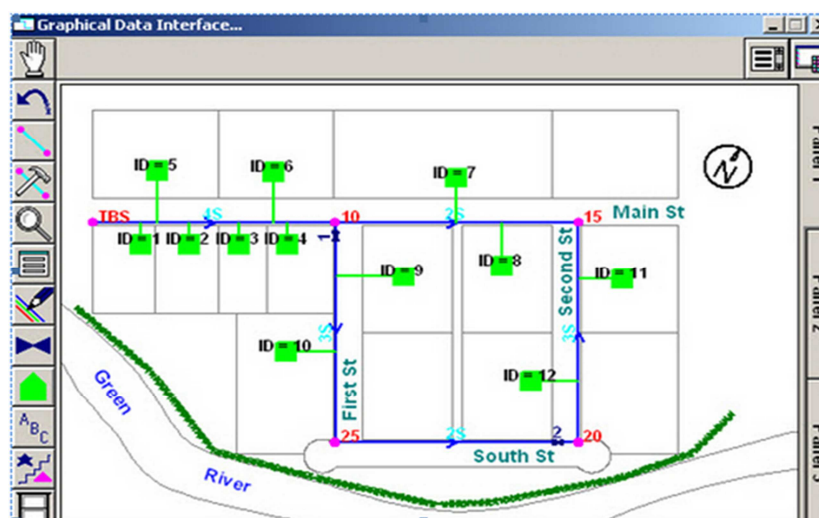 Graphical Data Interface...
ID = 5
ID = 6
ID = 7
TBS
4S
10
2S
15
Main St
ID = 1
ID = 2
ID = 3
ID = 4
1
ID = 9
ID = 8
Second St
ID = 11
3S
3S
ID = 10
First St
ID = 12
25
2S
2
20
South St
Green
River
N
A B C
Panel 1
Panel 2
Panel 3